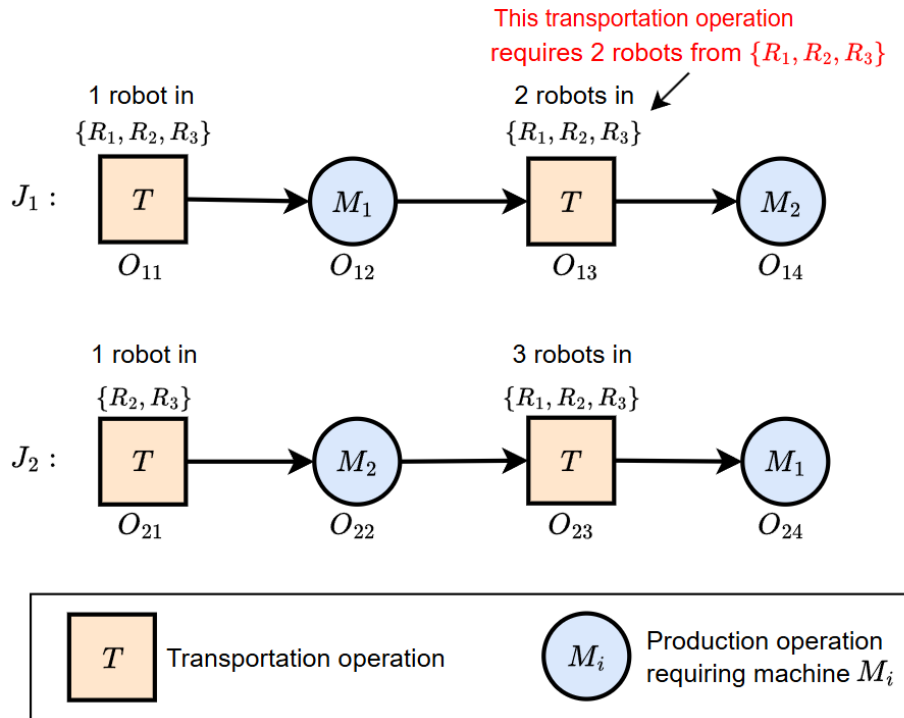 This transportation operation
requires 2 robots from {R₁, R₂, R₃}
1 robot in
{R₁, R₂, R₃}
2 robots in
{R₁, R₂, R₃}
J₁ :
T
M₁
T
M₂
O₁₁
O₁₂
O₁₃
O₁₄
1 robot in
{R₂, R₃}
3 robots in
{R₁, R₂, R₃}
J₂ :
T
M₂
T
M₁
O₂₁
O₂₂
O₂₃
O₂₄
T
Transportation operation
Mᵢ
Production operation
requiring machine Mᵢ